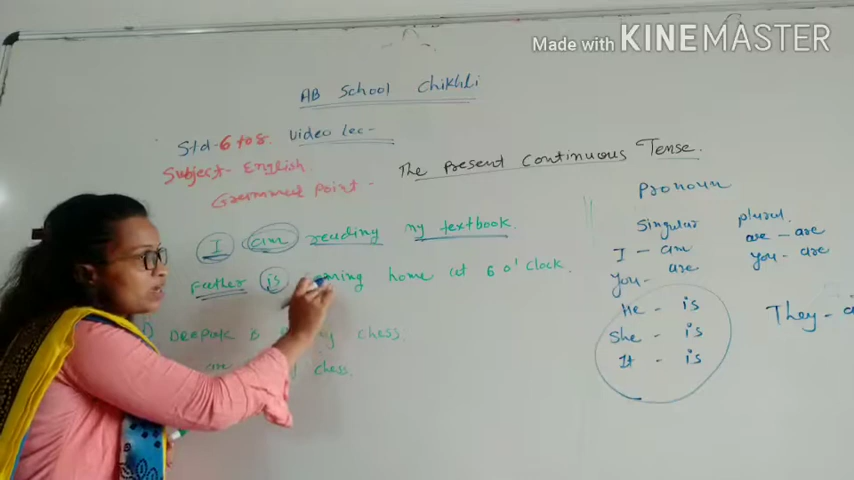 Made with KINEMASTER
AB School Chikhli
Std-6 to 8. Video lec-
Subject- English
Grammer point - The present Continuous Tense.
I am reading my textbook.
Father is coming home at 6 o'clock.
Deepak is chess.
are chess.
Pronoun
Singular plural.
I - am we - are
you - are you - are
He - is
She - is
It - is
They -